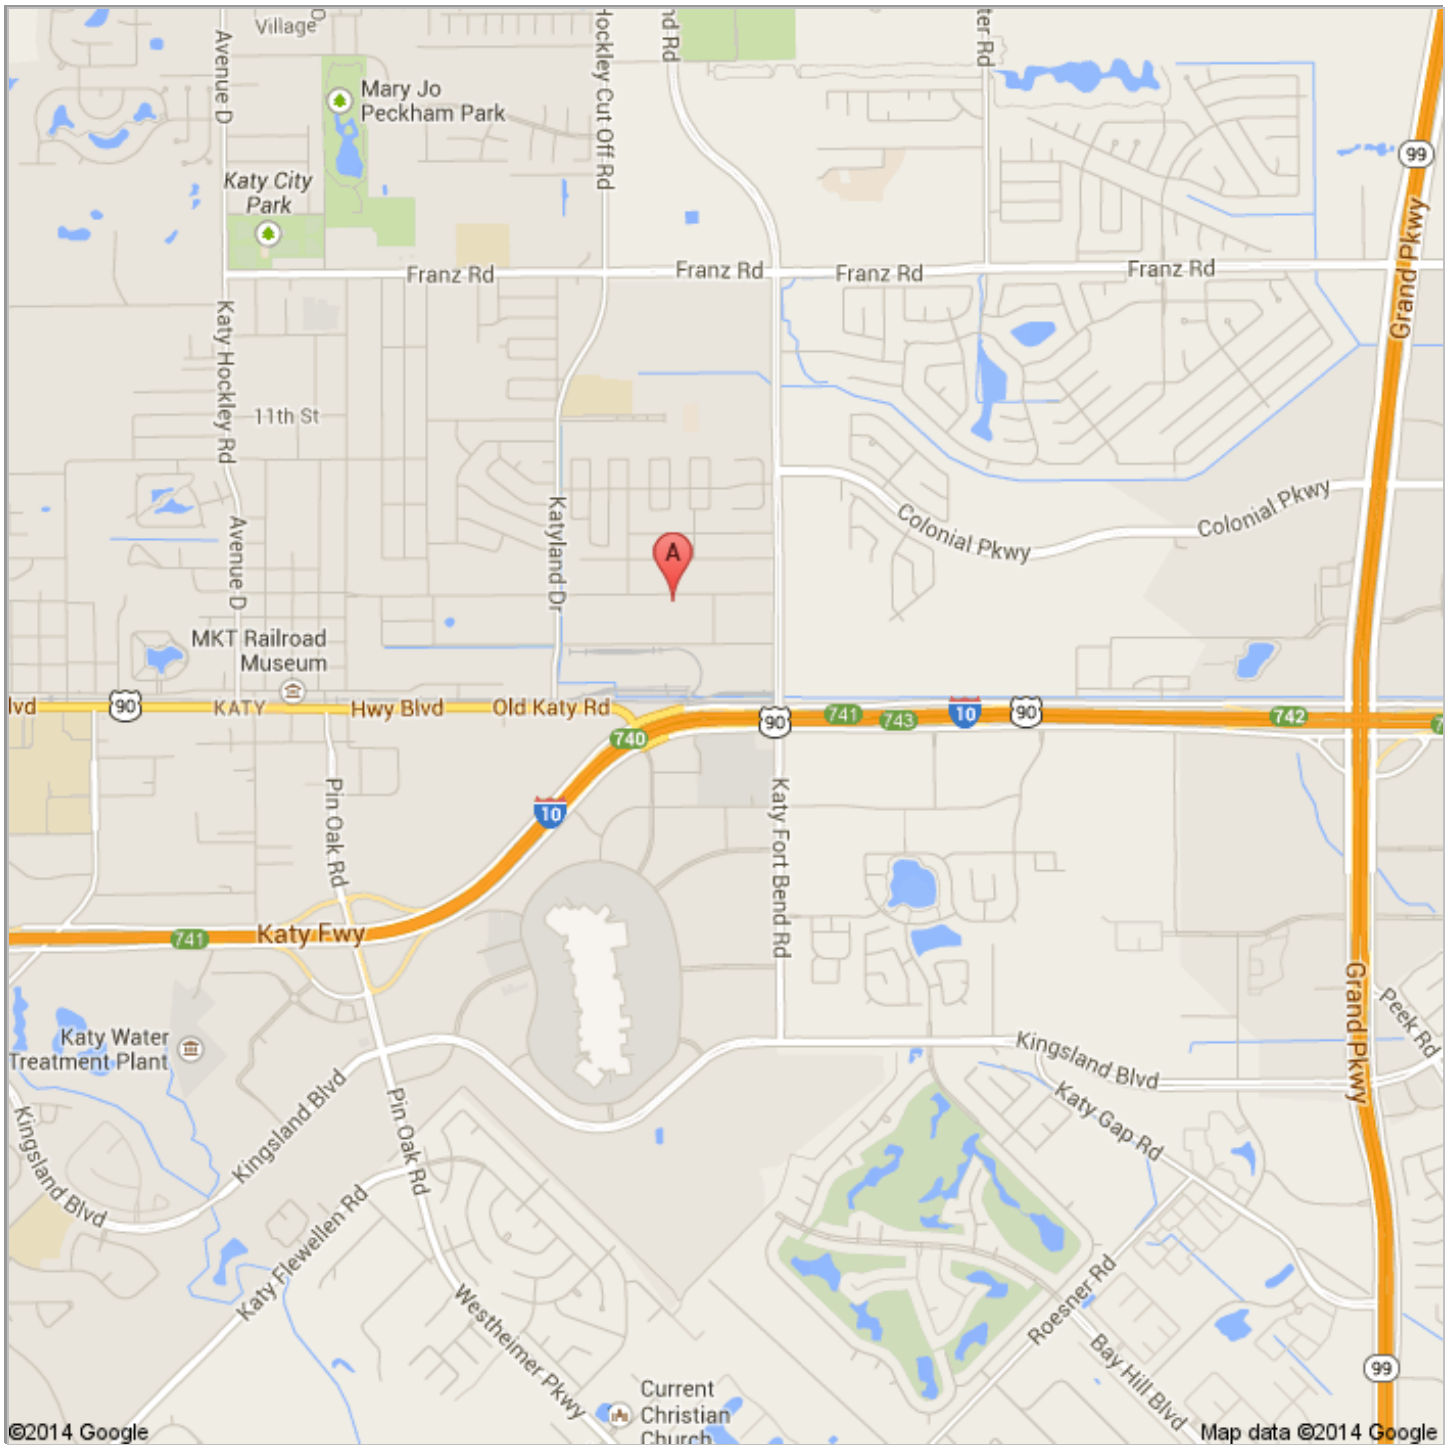 Village
Avenue D
Mary Jo
Peckham Park
Hockley Cut Off Rd
nd Rd
ter Rd
99
Katy City
Park
Grand Pkwy
Franz Rd
Franz Rd
Franz Rd
Franz Rd
Katy Hockley Rd
11th St
Avenue D
Katyland Dr
A
Colonial Pkwy
Colonial Pkwy
MKT Railroad
Museum
lvd
90
KATY
Hwy Blvd
Old Katy Rd
740
90
741
743
10
90
742
7
10
Pin Oak Rd
Katy Fort Bend Rd
741
Katy Fwy
Grand Pkwy
Peek Rd
Katy Water
Treatment Plant
Kingsland Blvd
Kingsland Blvd
Kingsland Blvd
Katy Gap Rd
Pin Oak Rd
Katy Flewellen Rd
Westheimer Pkwy
Roesner Rd
Bay Hill Blvd
99
Current
Christian
Church
©2014 Google
Map data ©2014 Google